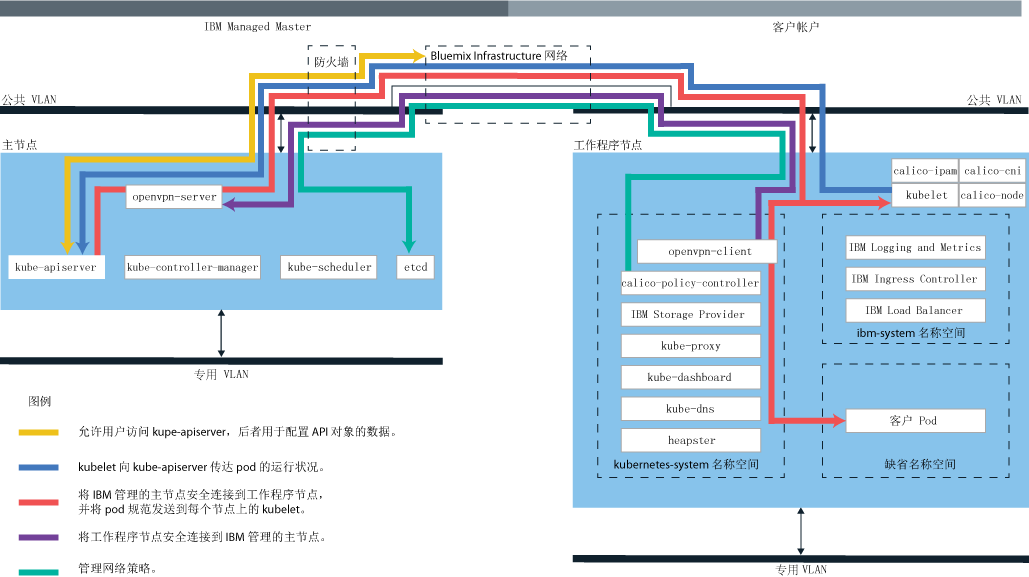 IBM Managed Master
客户帐户
防火墙
Bluemix Infrastructure 网络
公共 VLAN
公共 VLAN
主节点
工作程序节点
openvpn-server
kube-apiserver
kube-controller-manager
kube-scheduler
etcd
专用 VLAN
calico-ipam
calico-cni
kubelet
calico-node
openvpn-client
calico-policy-controller
IBM Storage Provider
kube-proxy
kube-dashboard
kube-dns
heapster
kubernetes-system 名称空间
IBM Logging and Metrics
IBM Ingress Controller
IBM Load Balancer
ibm-system 名称空间
客户 Pod
缺省名称空间
专用 VLAN
图例
允许用户访问 kupe-apiserver，后者用于配置 API 对象的数据。
kubelet 向 kube-apiserver 传达 pod 的运行状况。
将 IBM 管理的主节点安全连接到工作程序节点，
并将 pod 规范发送到每个节点上的 kubelet。
将工作程序节点安全连接到 IBM 管理的主节点。
管理网络策略。